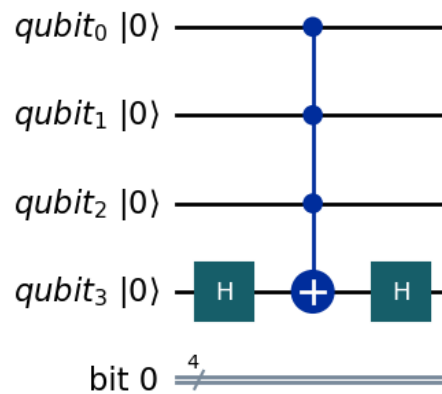 qubit₀ |0⟩
qubit₁ |0⟩
qubit₂ |0⟩
qubit₃ |0⟩ H + H
4
bit 0